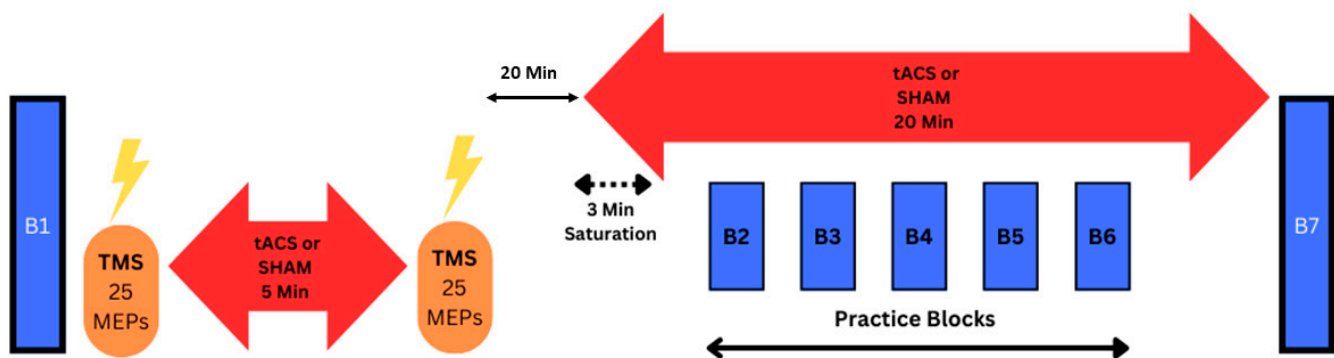 B1
TMS
25
MEPs
tACS or
SHAM
5 Min
TMS
25
MEPs
20 Min
tACS or
SHAM
20 Min
3 Min
Saturation
B2
B3
B4
B5
B6
Practice Blocks
B7